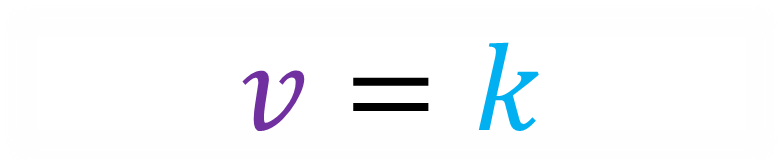 v = k